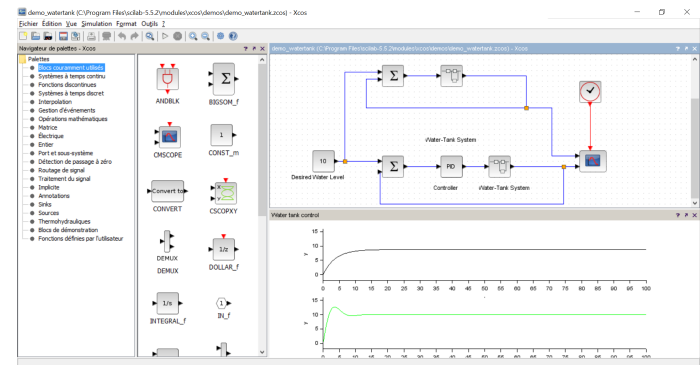 demo_watertank (C:\Program Files\scilab-5.5.2\modules\xcos\demos\demo_watertank.zcos) - Xcos
Fichier Édition Vue Simulation Format Outils ?
Navigateur de palettes - Xcos
Palettes
Blocs couramment utilisés
Systèmes à temps continu
Fonctions discontinues
Systèmes à temps discret
Interpolation
Gestion d'événements
Opérations mathématiques
Matrice
Électrique
Entier
Port et sous-système
Détection de passage à zéro
Routage de signal
Traitement du signal
Implicite
Annotations
Sinks
Sources
Thermohydrauliques
Blocs de démonstration
Fonctions définies par l'utilisateur
ANDBLK
Σ
BIGSOM_f
CMSCOPE
1
CONST_m
Convert to
CONVERT
x
y
CSCOPXY
DEMUX
DEMUX
1/z
DOLLAR_f
1/s
INTEGRAL_f
1
IN_f
demo_watertank (C:\Program Files\scilab-5.5.2\modules\xcos\demos\demo_watertank.zcos) - Xcos
Σ
Water-Tank System
10
Desired Water Level
Σ
PID
Controller
Water-Tank System
Water tank control
15
10
5
0
y
0 5 10 15 20 25 30 35 40 45 50 55 60 65 70 75 80 85 90 95 100
15
10
5
0
y
0 5 10 15 20 25 30 35 40 45 50 55 60 65 70 75 80 85 90 95 100